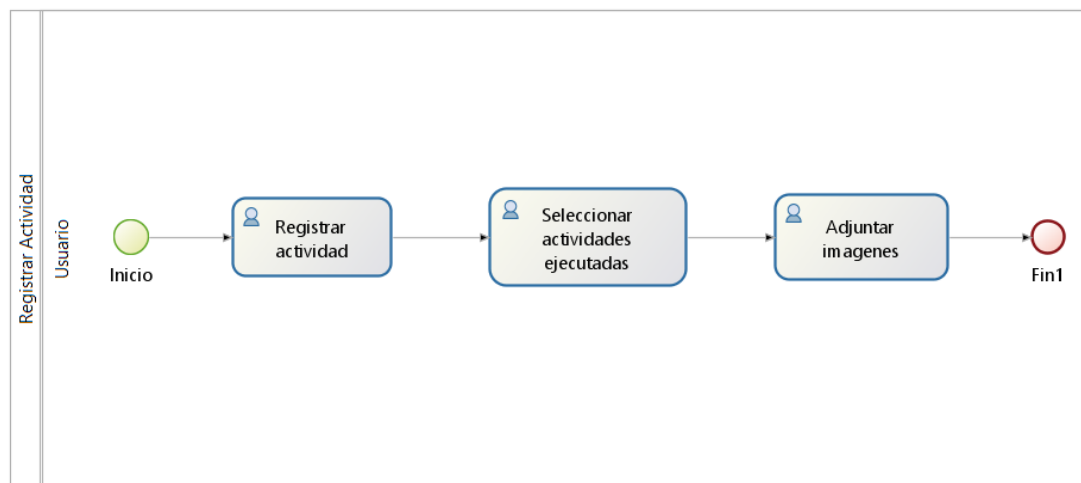 Registrar Actividad
Usuario
Inicio
Registrar
actividad
Seleccionar
actividades
ejecutadas
Adjuntar
imagenes
Fin1